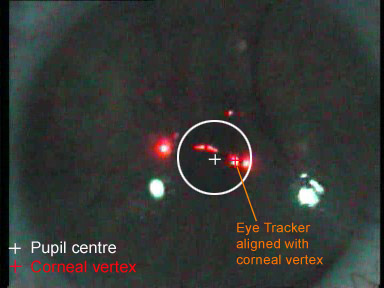 Eye Tracker
aligned with
corneal vertex
Pupil centre
Corneal vertex